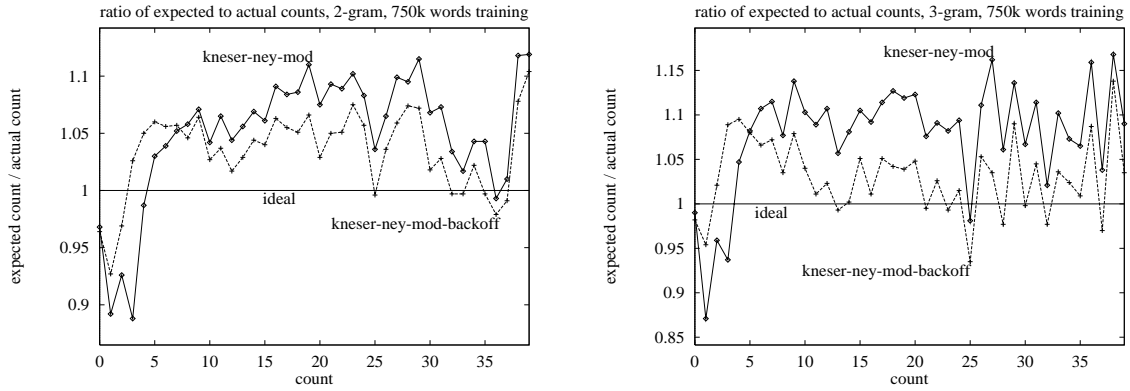 ratio of expected to actual counts, 2-gram, 750k words training
expected count / actual count
1.1
1.05
1
0.95
0.9
kneser-ney-mod
ideal
kneser-ney-mod-backoff
0 5 10 15 20 25 30 35
count
ratio of expected to actual counts, 3-gram, 750k words training
expected count / actual count
1.15
1.1
1.05
1
0.95
0.9
0.85
kneser-ney-mod
ideal
kneser-ney-mod-backoff
0 5 10 15 20 25 30 35
count